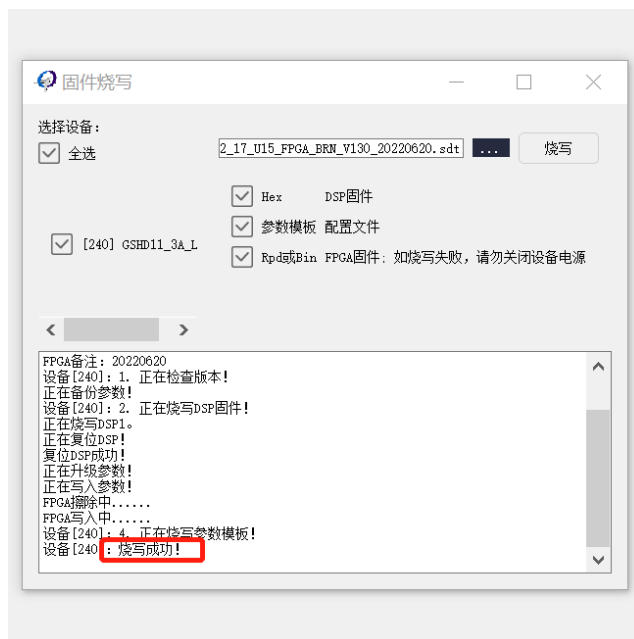 固件烧写
选择设备:
全选
2_17_U15_FPGA_BRN_V130_20220620.sdt ... 烧写
Hex DSP固件
参数模板 配置文件
[240] GSHD11_3A_L
Rpd或Bin FPGA固件: 如烧写失败，请勿关闭设备电源
FPGA备注: 20220620
设备[240]: 1. 正在检查版本!
正在备份参数!
设备[240]: 2. 正在烧写DSP固件!
正在烧写DSP1。
正在复位DSP!
复位DSP成功!
正在升级参数!
正在写入参数!
FPGA擦除中......
FPGA写入中......
设备[240]: 4. 正在烧写参数模板!
设备[240]: 烧写成功!